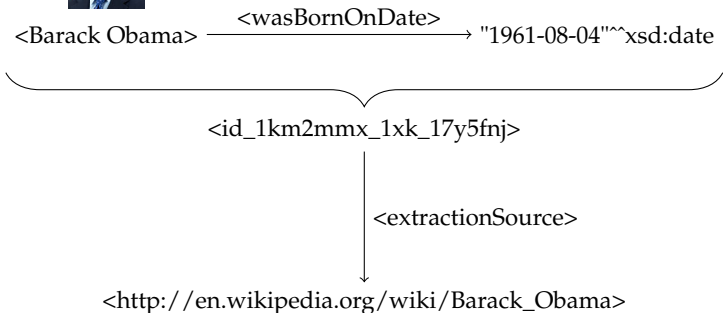 <wasBornOnDate>
<Barack Obama> "1961-08-04"^^xsd:date
<id_1km2mmx_1xk_17y5fnj>
<extractionSource>
<http://en.wikipedia.org/wiki/Barack_Obama>